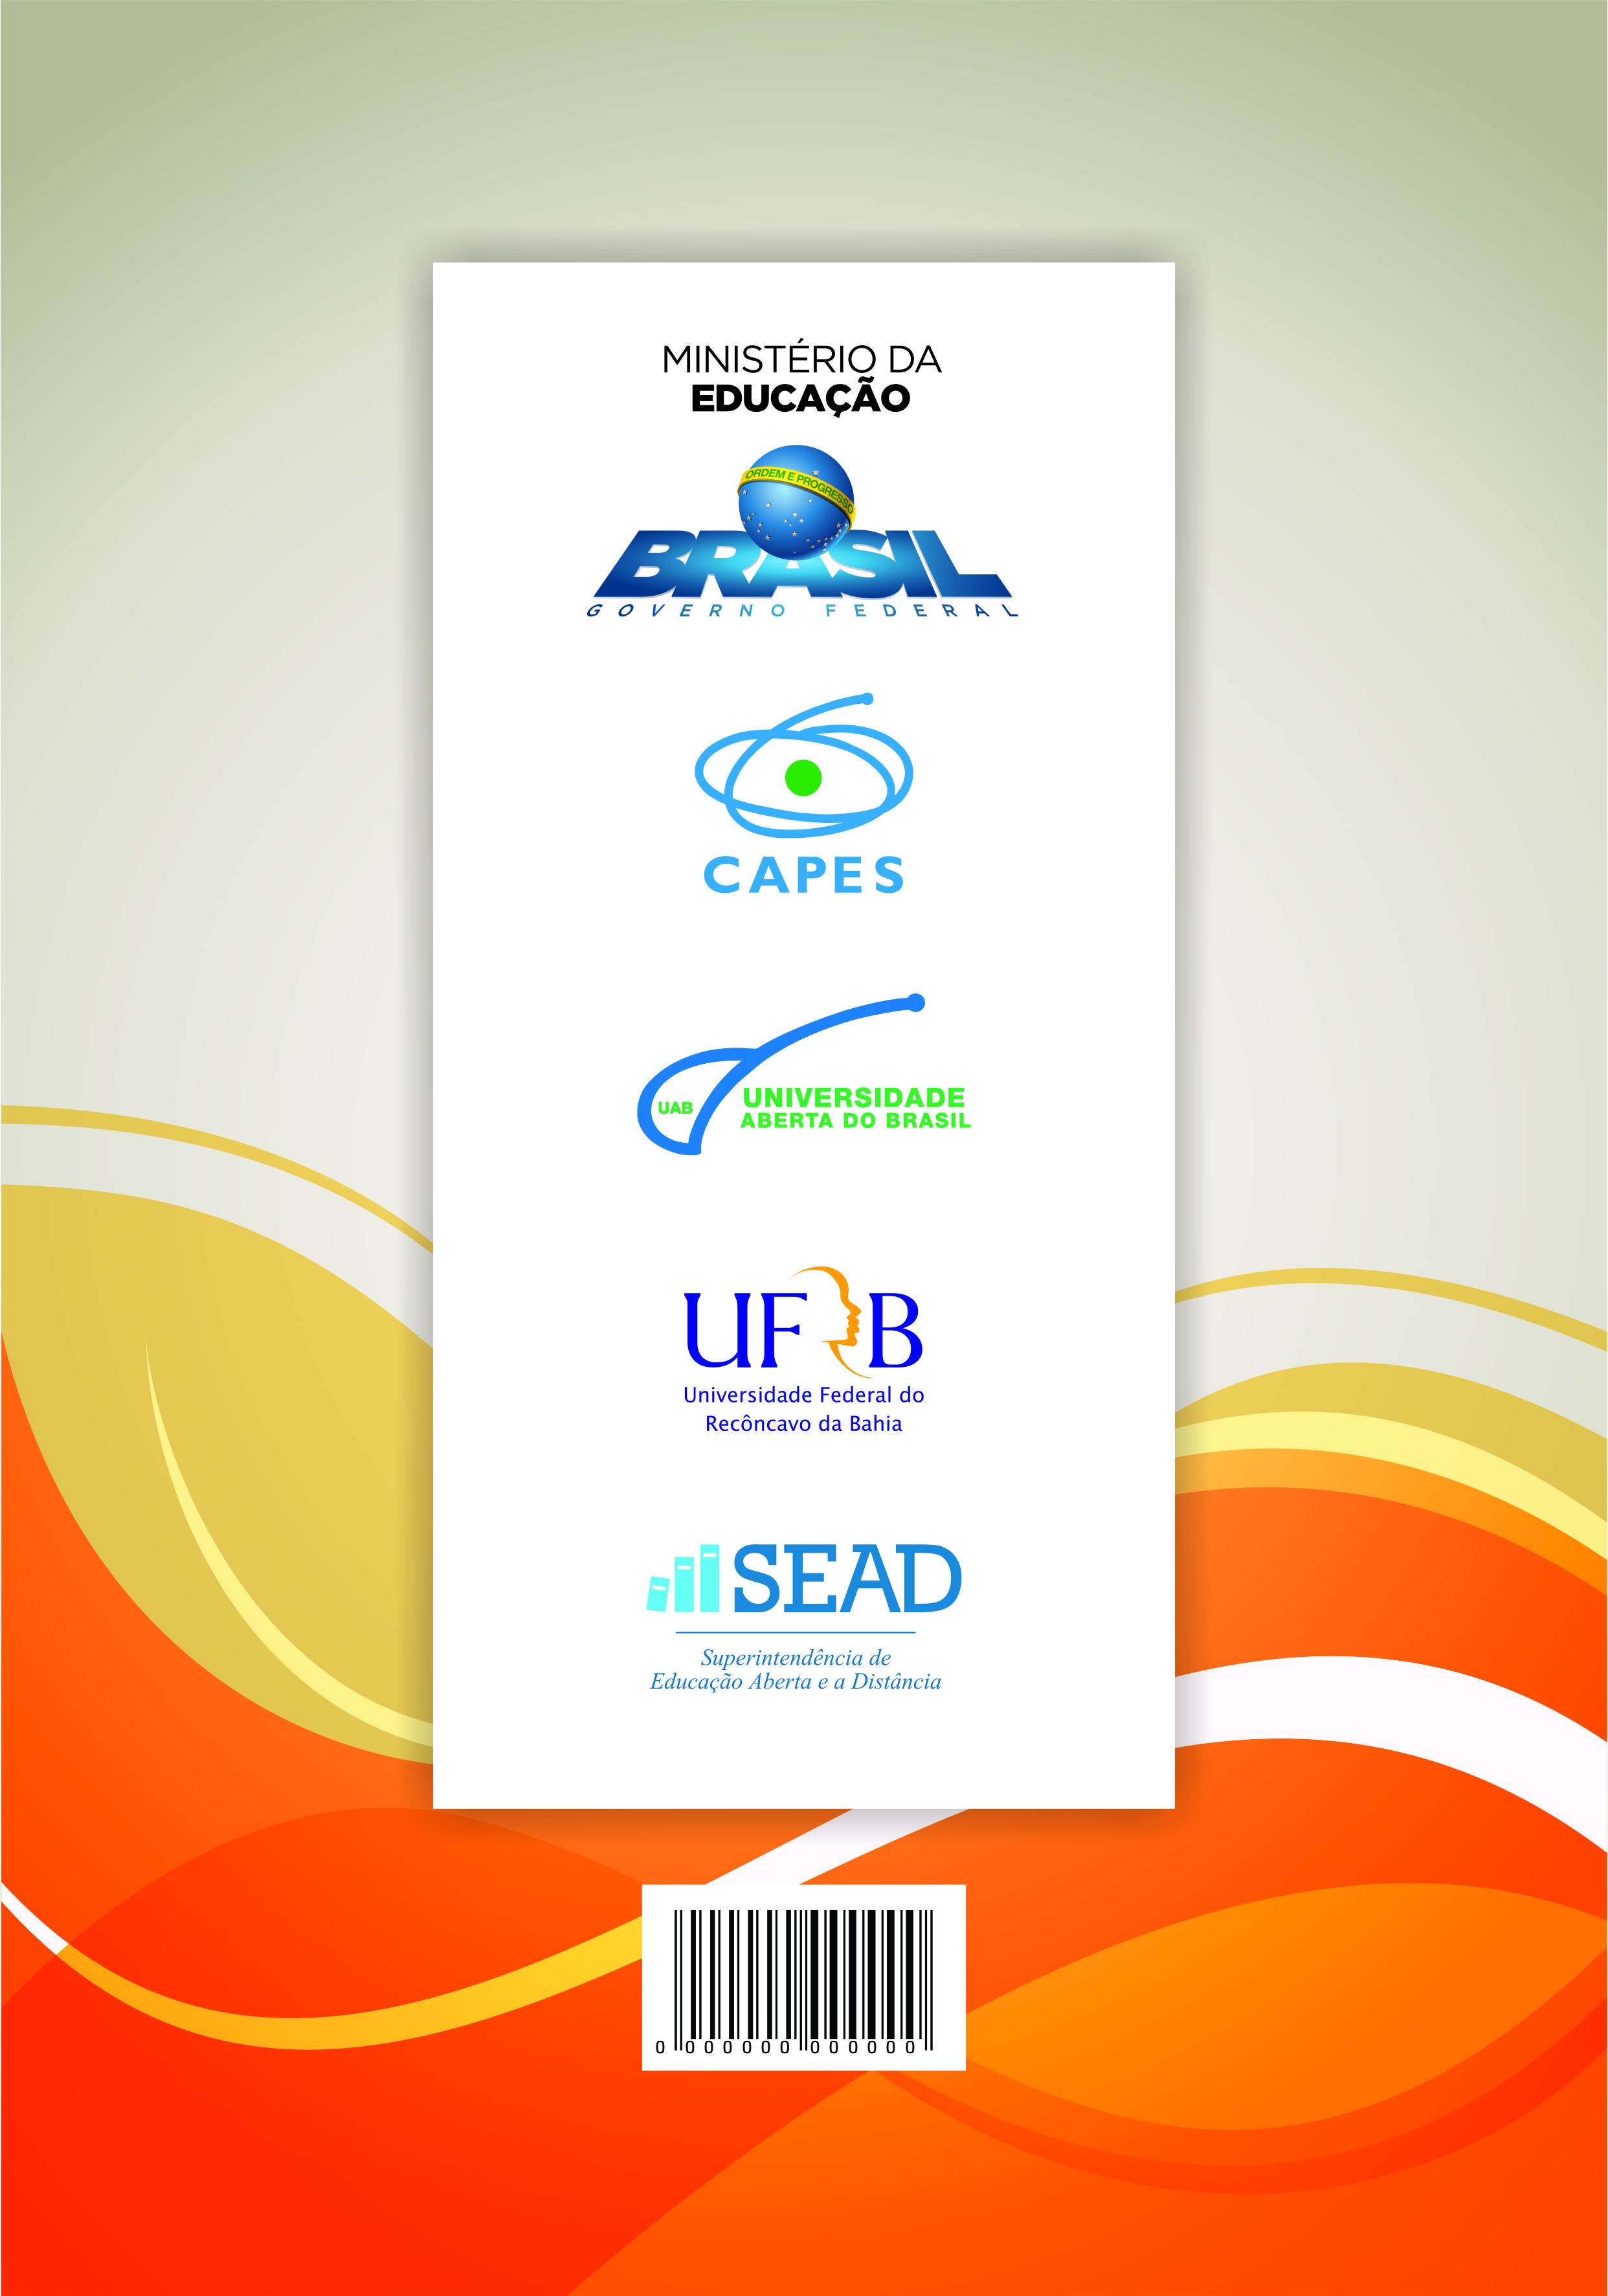 MINISTÉRIO DA
EDUCAÇÃO
ORDEM E PROGRESSO
BRASIL
GOVERNO FEDERAL
CAPES
UAB
UNIVERSIDADE
ABERTA DO BRASIL
UFRB
Universidade Federal do
Recôncavo da Bahia
SEAD
Superintendência de
Educação Aberta e a Distância
0 000000 000000